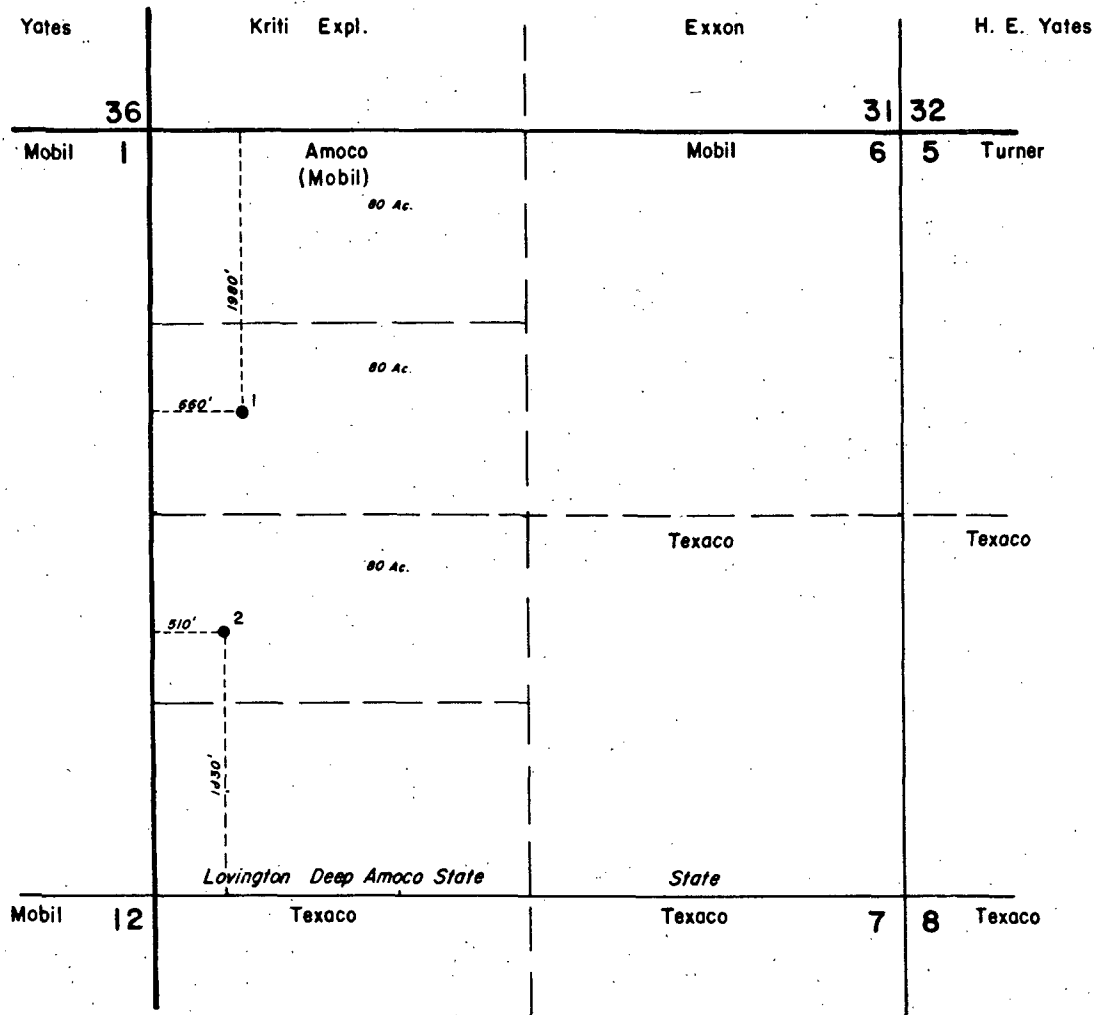 Yates Kriti Expl. Exxon H. E. Yates
36 31 32
Mobil 1 Amoco Mobil 6 5 Turner
(Mobil)
80 Ac.
1980'
80 Ac.
660' 1
Texaco Texaco
80 Ac.
510' 2
Lovington Deep Amoco State State
Mobil 12 Texaco Texaco 7 8 Texaco